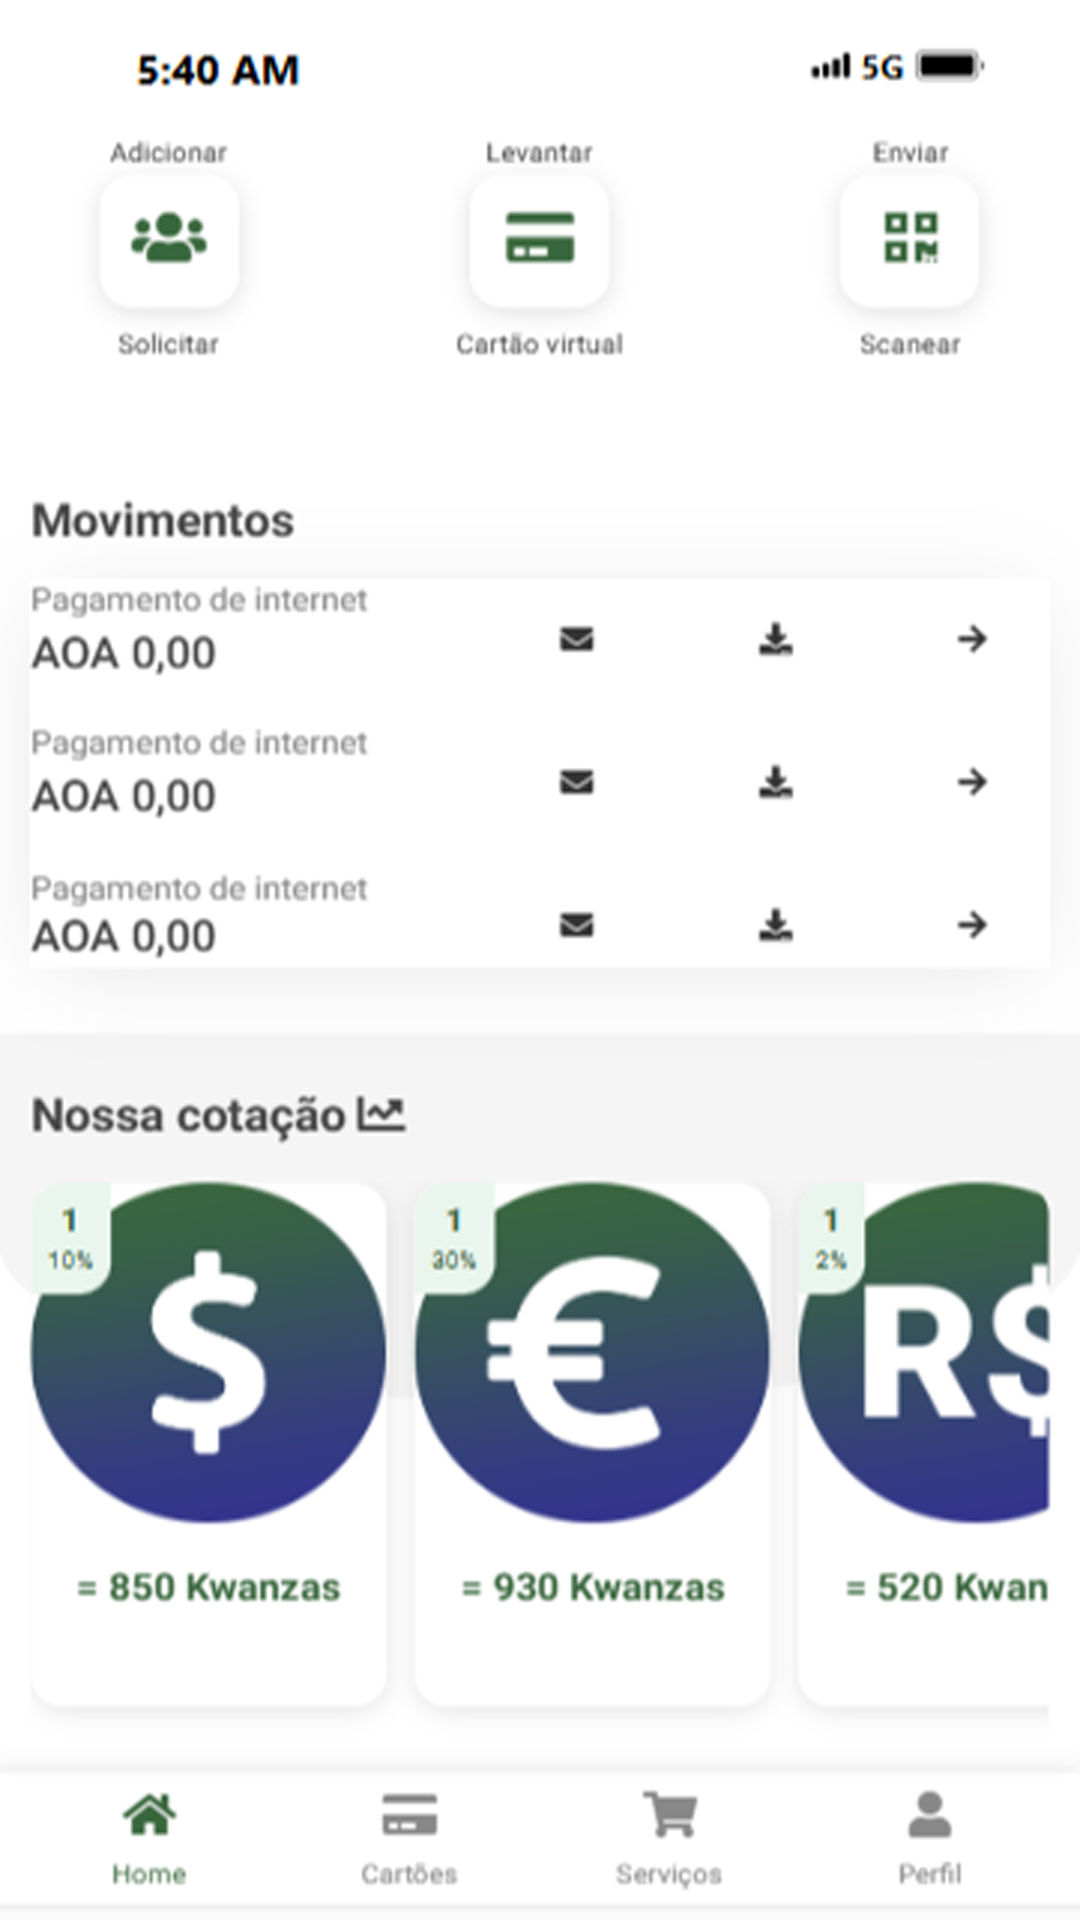 5:40 AM 5G
Adicionar Levantar Enviar
Solicitar Cartão virtual Scanear
Movimentos
Pagamento de internet
AOA 0,00
Pagamento de internet
AOA 0,00
Pagamento de internet
AOA 0,00
Nossa cotação
1 1 1
10% 30% 2%
$ € R$
= 850 Kwanzas = 930 Kwanzas = 520 Kwan
Home Cartões Serviços Perfil